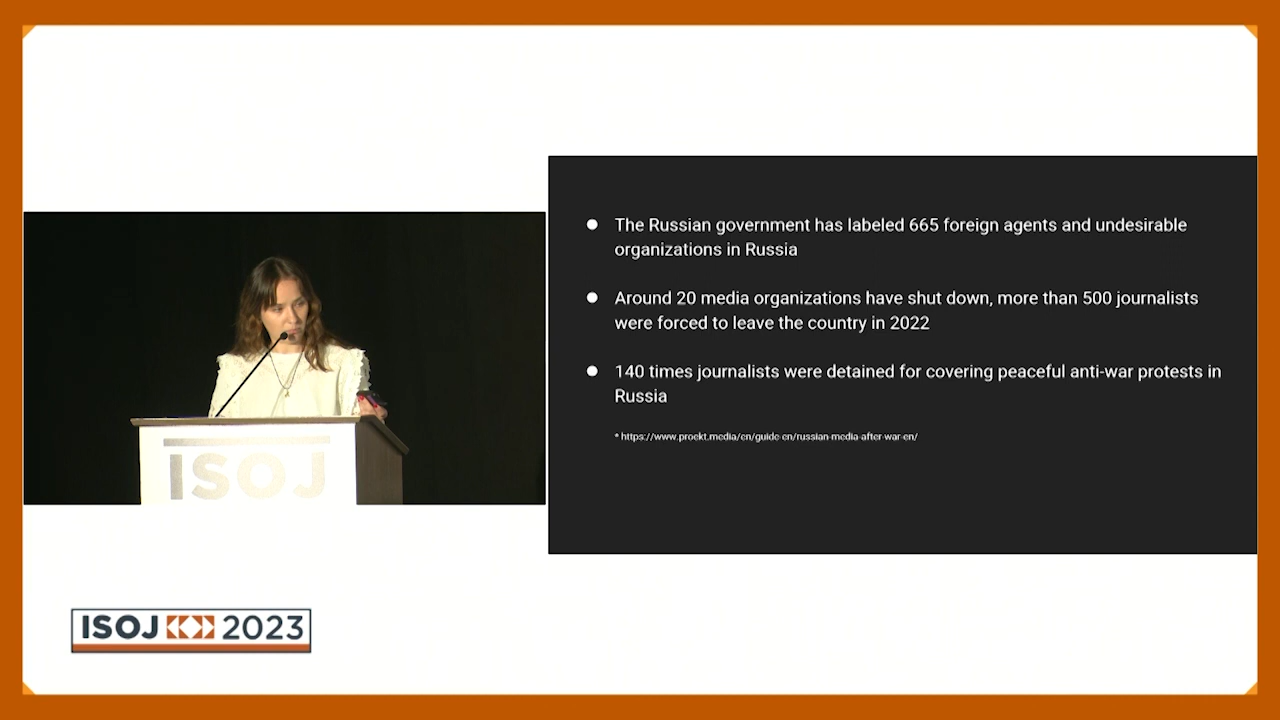 The Russian government has labeled 665 foreign agents and undesirable
organizations in Russia
Around 20 media organizations have shut down, more than 500 journalists
were forced to leave the country in 2022
140 times journalists were detained for covering peaceful anti-war protests in
Russia
* https://www.proekt.media/en/guide-en/russian-media-after-war-en/
ISOJ
ISOJ 2023